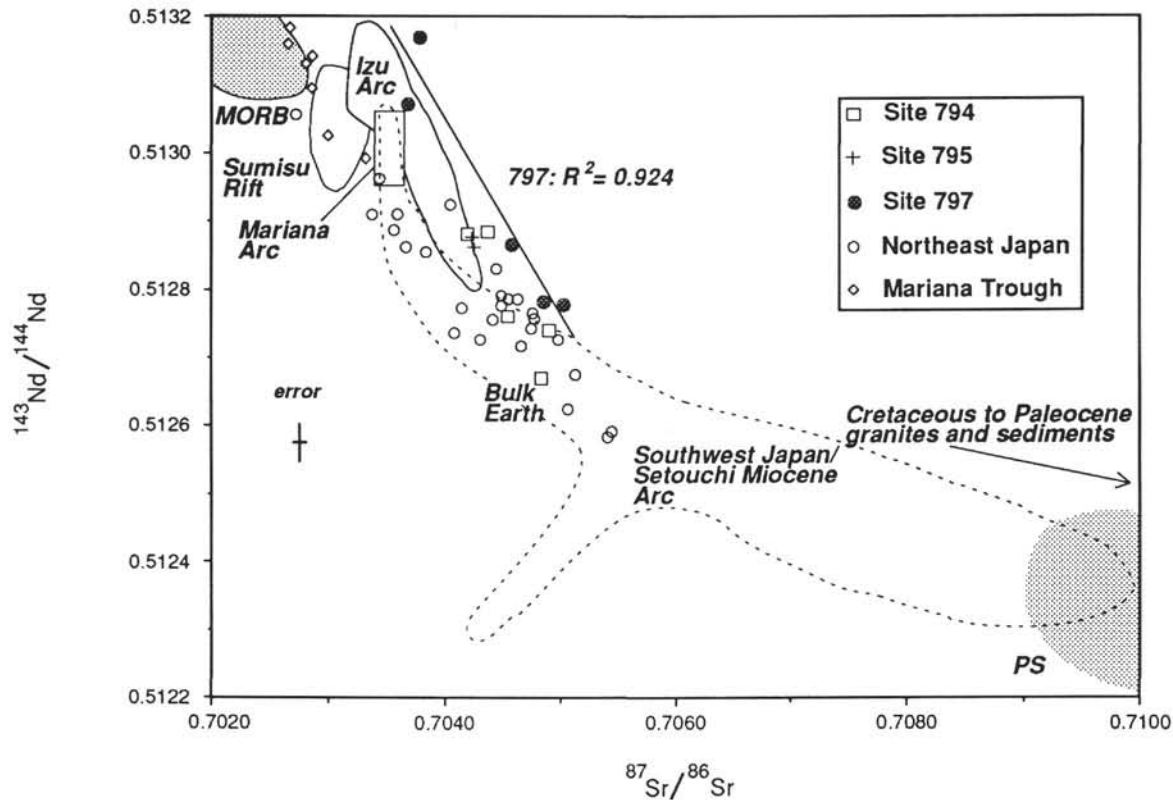 0.5132
0.5130
0.5128
0.5126
0.5124
0.5122
143Nd/144Nd
0.7020
0.7040
0.7060
0.7080
0.7100
87Sr/86Sr
Izu
Arc
MORB
Sumisu
Rift
Mariana
Arc
797: R2= 0.924
Site 794
Site 795
Site 797
Northeast Japan
Mariana Trough
error
Bulk
Earth
Southwest Japan/
Setouchi Miocene
Arc
Cretaceous to Paleocene
granites and sediments
PS